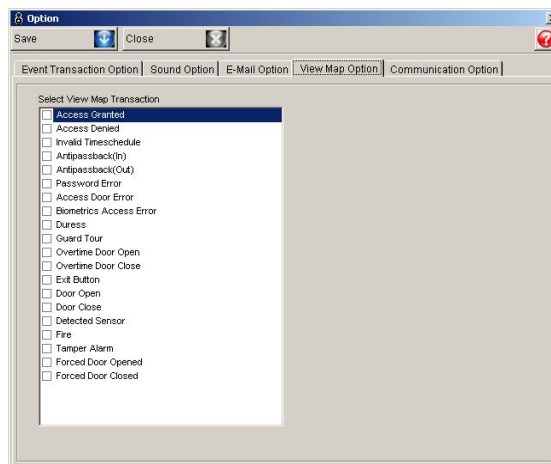 Option
Save Close
Event Transaction Option Sound Option E-Mail Option View Map Option Communication Option
Select View Map Transaction
Access Granted
Access Denied
Invalid Timeschedule
Antipassback(In)
Antipassback(Out)
Password Error
Access Door Error
Biometrics Access Error
Duress
Guard Tour
Overtime Door Open
Overtime Door Close
Exit Button
Door Open
Door Close
Detected Sensor
Fire
Tamper Alarm
Forced Door Opened
Forced Door Closed